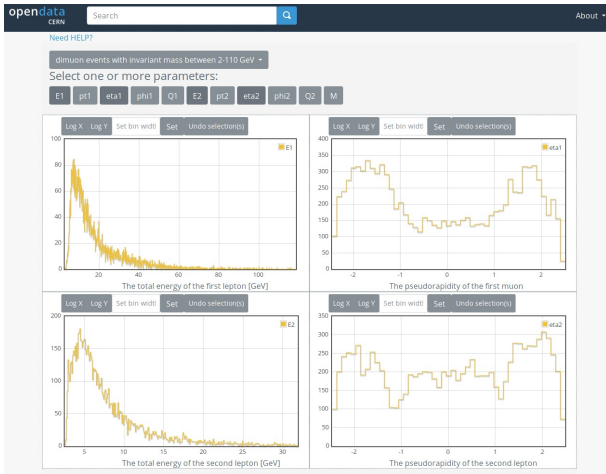 opendata
CERN
Search
About
Need HELP?
dimuon events with invariant mass between 2-110 GeV
Select one or more parameters:
E1 pt1 eta1 phi1 Q1 E2 pt2 eta2 phi2 Q2 M
Log X Log Y Set bin widtl Set Undo selection(s)
E1
100
80
60
40
20
0
20 40 60 80 100
The total energy of the first lepton [GeV]
Log X Log Y Set bin widtl Set Undo selection(s)
eta1
400
350
300
250
200
150
100
50
0
-2 -1 0 1 2
The pseudorapidity of the first muon
Log X Log Y Set bin widtl Set Undo selection(s)
E2
200
150
100
50
0
5 10 15 20 25 30
The total energy of the second lepton [GeV]
Log X Log Y Set bin widtl Set Undo selection(s)
eta2
350
300
250
200
150
100
50
0
-2 -1 0 1 2
The pseudorapidity of the second lepton